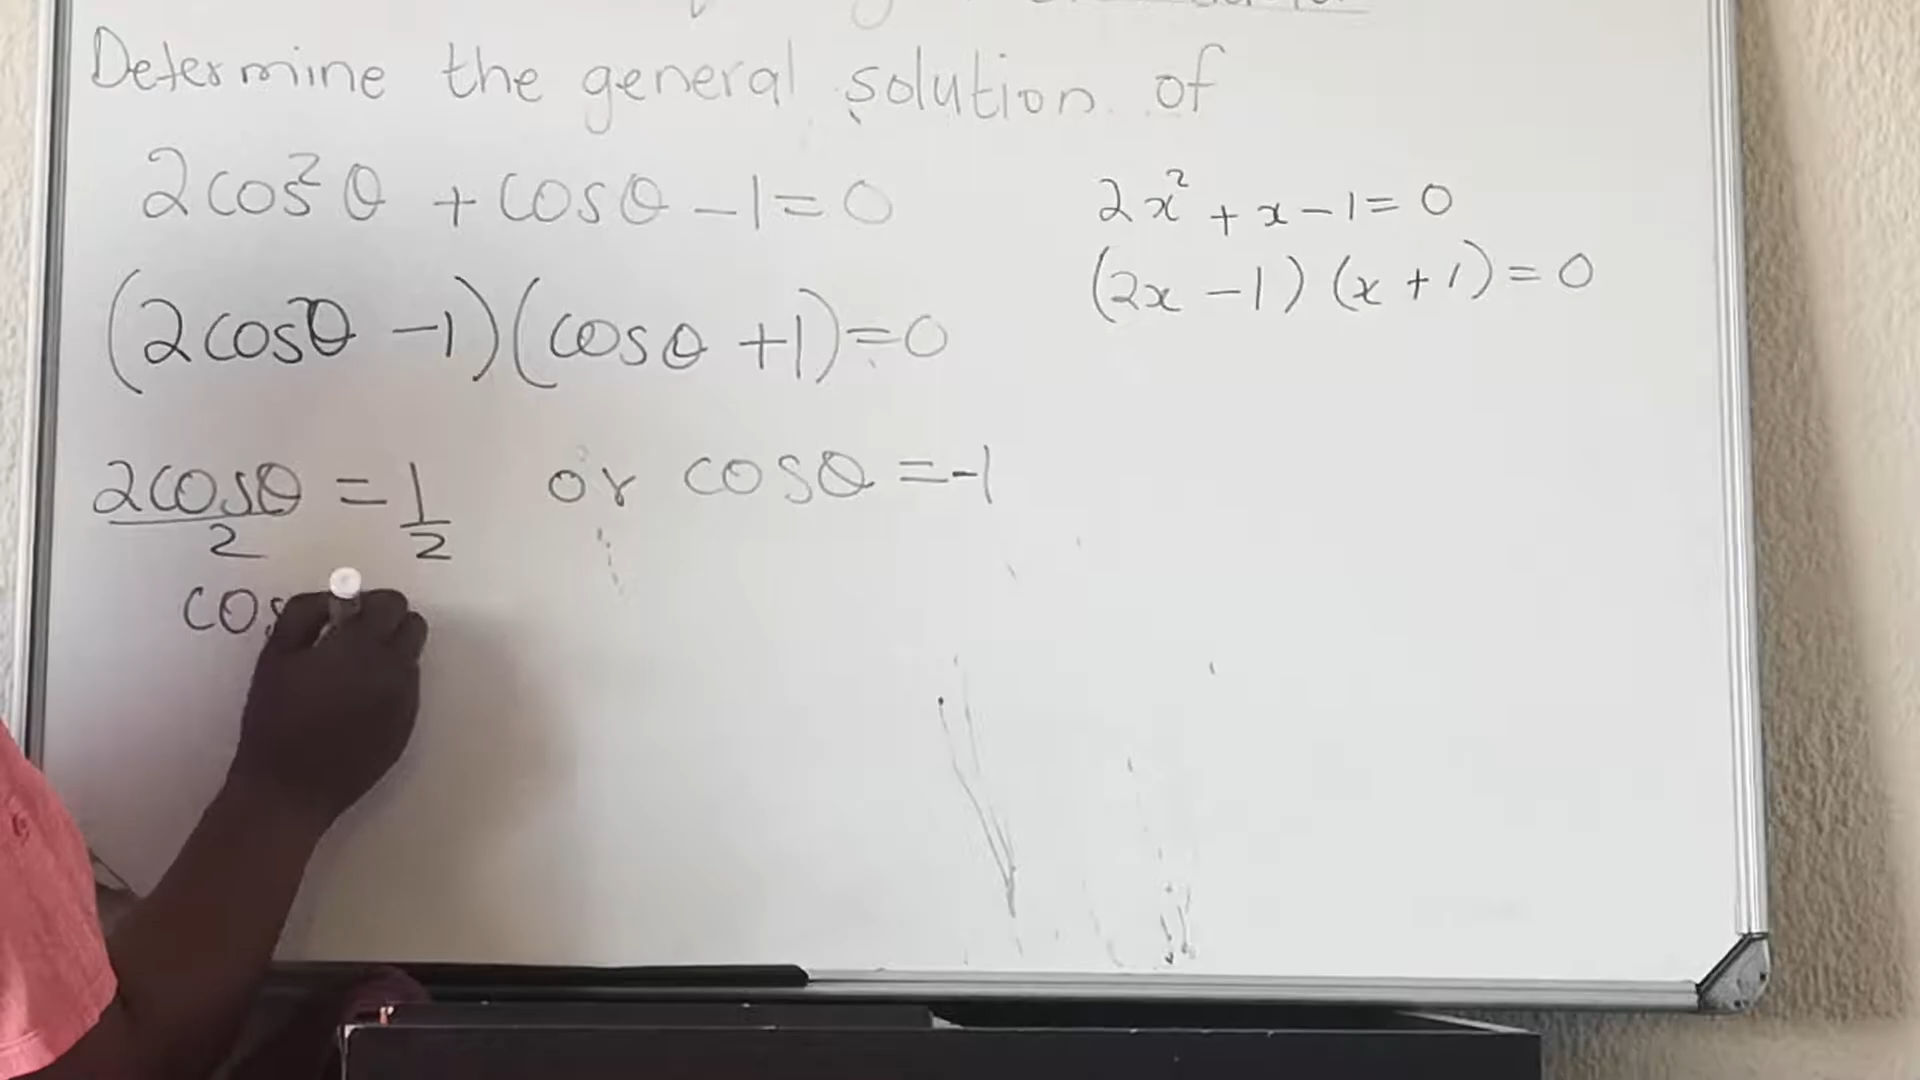 Determine the general solution of
2cos²θ + cosθ - 1 = 0
(2cosθ - 1)(cosθ + 1) = 0
2cosθ/2 = 1/2 or cosθ = -1
cos
2x² + x - 1 = 0
(2x - 1)(x + 1) = 0